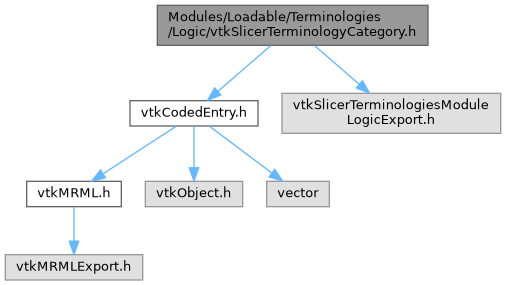 Modules/Loadable/Terminologies
/Logic/vtkSlicerTerminologyCategory.h
vtkCodedEntry.h
vtkSlicerTerminologiesModule
LogicExport.h
vtkMRML.h
vtkObject.h
vector
vtkMRMLExport.h